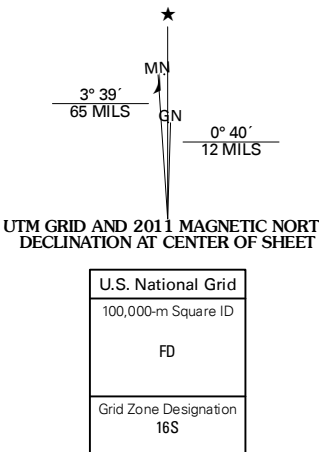 ★
MN
3° 39´
65 MILS
GN
0° 40´
12 MILS
UTM GRID AND 2011 MAGNETIC NORT
DECLINATION AT CENTER OF SHEET
U.S. National Grid
100,000-m Square ID
FD
Grid Zone Designation
16S